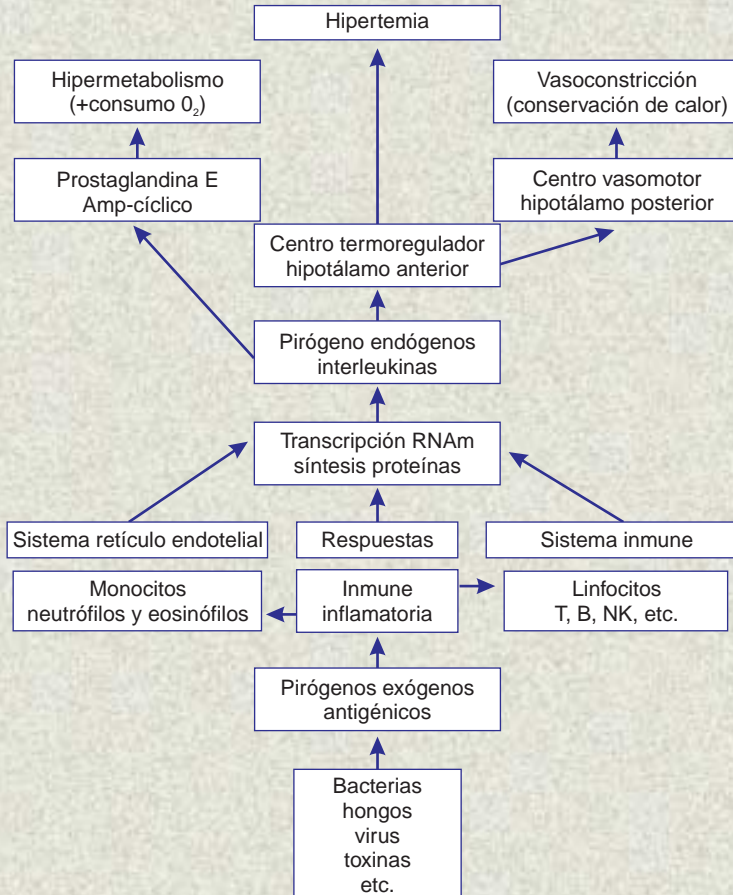 Hipertemia
Hipermetabolismo
(+consumo 0₂)
Vasoconstricción
(conservación de calor)
Prostaglandina E
Amp-cíclico
Centro vasomotor
hipotálamo posterior
Centro termoregulador
hipotálamo anterior
Pirógeno endógenos
interleukinas
Transcripción RNAm
síntesis proteínas
Sistema retículo endotelial
Respuestas
Sistema inmune
Monocitos
neutrófilos y eosinófilos
Inmune
inflamatoria
Linfocitos
T, B, NK, etc.
Pirógenos exógenos
antigénicos
Bacterias
hongos
virus
toxinas
etc.